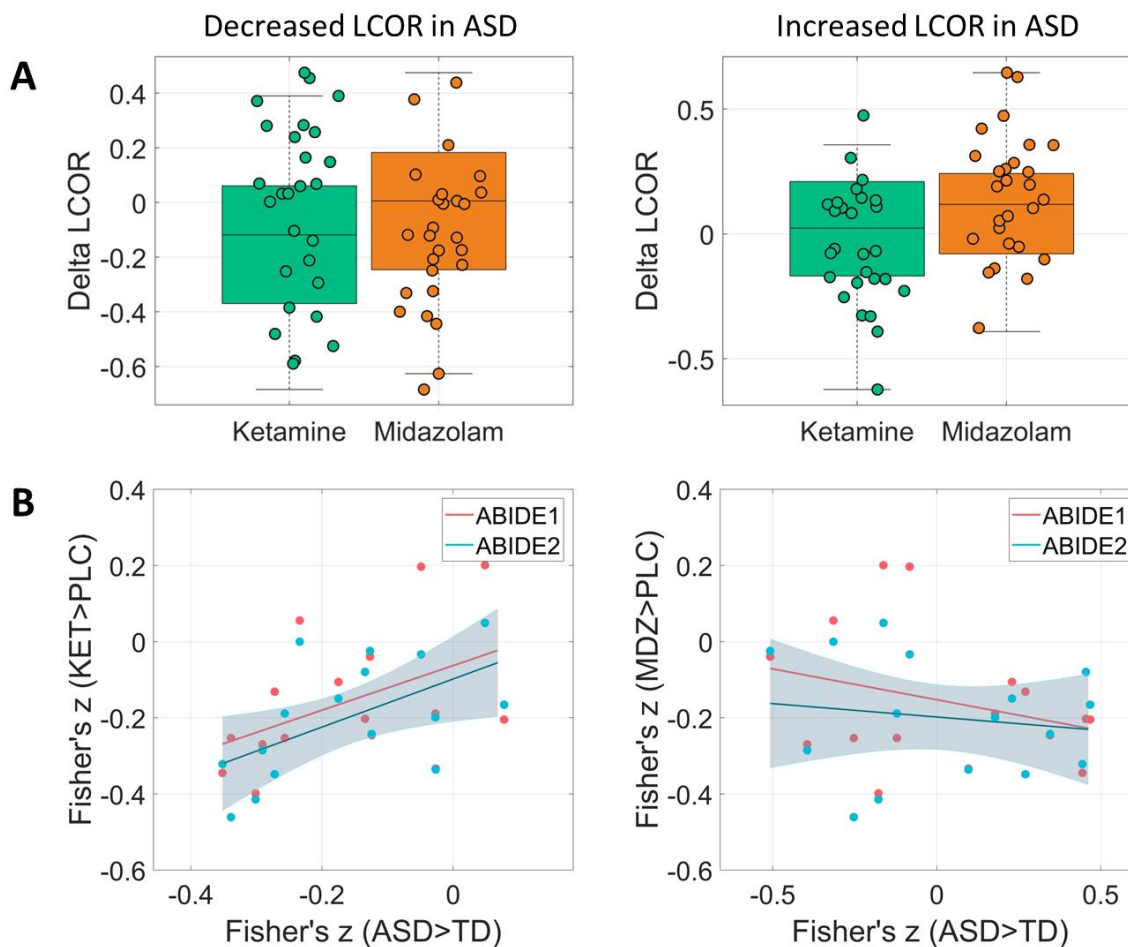 Decreased LCOR in ASD
Increased LCOR in ASD
A
Delta LCOR
0.4
0.2
0
-0.2
-0.4
-0.6
Ketamine
Midazolam
Delta LCOR
0.5
0
-0.5
Ketamine
Midazolam
B
Fisher's z (KET>PLC)
0.4
0.2
0
-0.2
-0.4
-0.6
ABIDE1
ABIDE2
-0.4
-0.2
0
Fisher's z (ASD>TD)
Fisher's z (MDZ>PLC)
0.4
0.2
0
-0.2
-0.4
-0.6
ABIDE1
ABIDE2
-0.5
0
0.5
Fisher's z (ASD>TD)